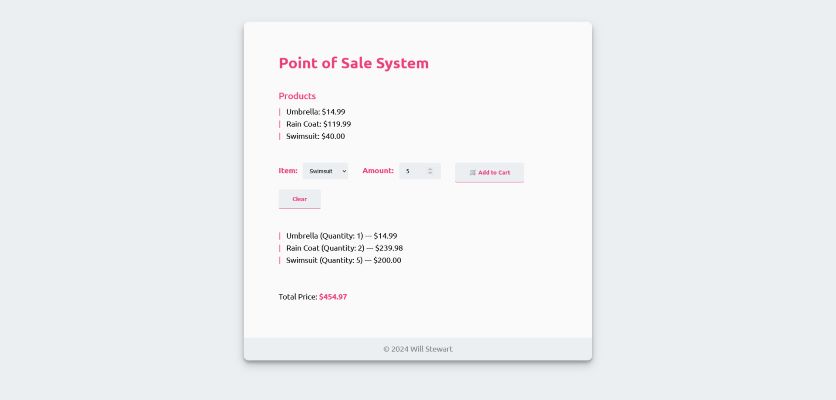 Point of Sale System
Products
Umbrella: $14.99
Rain Coat: $119.99
Swimsuit: $40.00
Item: Swimsuit Amount: 5 🛒 Add to Cart
Clear
Umbrella (Quantity: 1) — $14.99
Rain Coat (Quantity: 2) — $239.98
Swimsuit (Quantity: 5) — $200.00
Total Price: $454.97
© 2024 Will Stewart